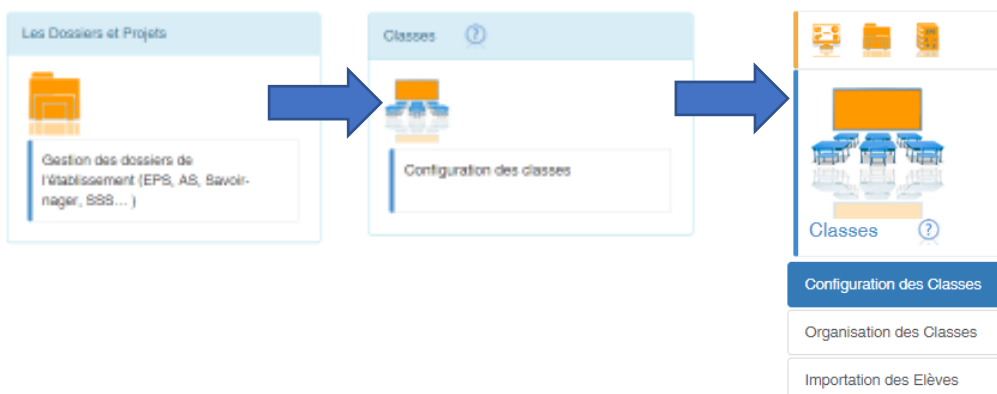 Les Dossiers et Projets
Gestion des dossiers de
l'établissement (EPS, AS, Savoir-
nager, SSS... )
Classes ?
Configuration des classes
Classes ?
Configuration des Classes
Organisation des Classes
Importation des Elèves